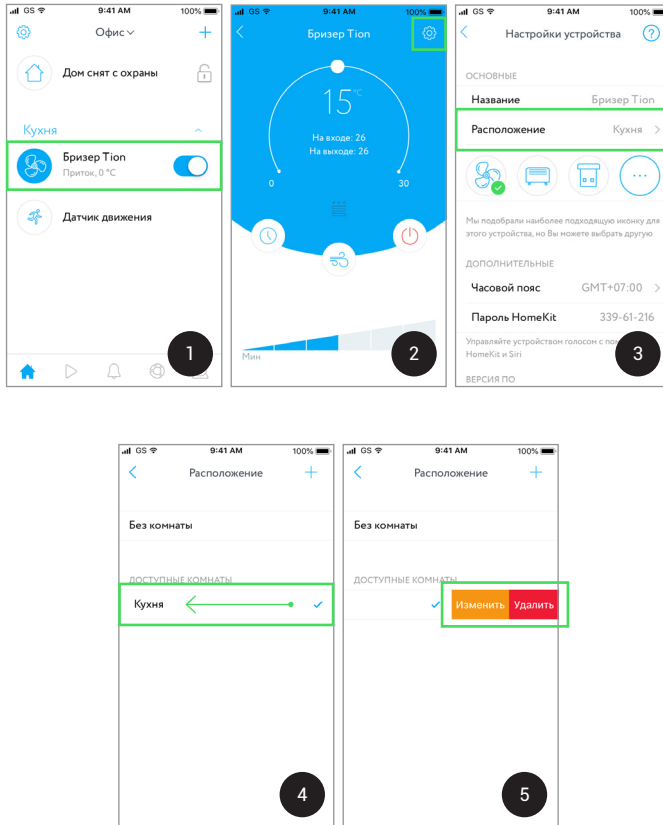 GS 9:41 AM 100%
Офис
Дом снят с охраны
Кухня
Бризер Tion
Приток, 0 °C
Датчик движения
1
GS 9:41 AM 100%
Бризер Tion
15°C
На входе: 26
На выходе: 26
0 30
Мин
2
GS 9:41 AM 100%
Настройки устройства ?
ОСНОВНЫЕ
Название Бризер Tion
Расположение Кухня
Мы подобрали наиболее подходящую иконку для
этого устройства, но Вы можете выбрать другую
ДОПОЛНИТЕЛЬНЫЕ
Часовой пояс GMT+07:00
Пароль HomeKit 339-61-216
Управляйте устройством голосом с
HomeKit и Siri
3
ВЕРСИЯ ПО
GS 9:41 AM 100%
Расположение
Без комнаты
ДОСТУПНЫЕ КОМНАТЫ
Кухня
4
GS 9:41 AM 100%
Расположение
Без комнаты
ДОСТУПНЫЕ КОМНАТЫ
Изменить Удалить
5